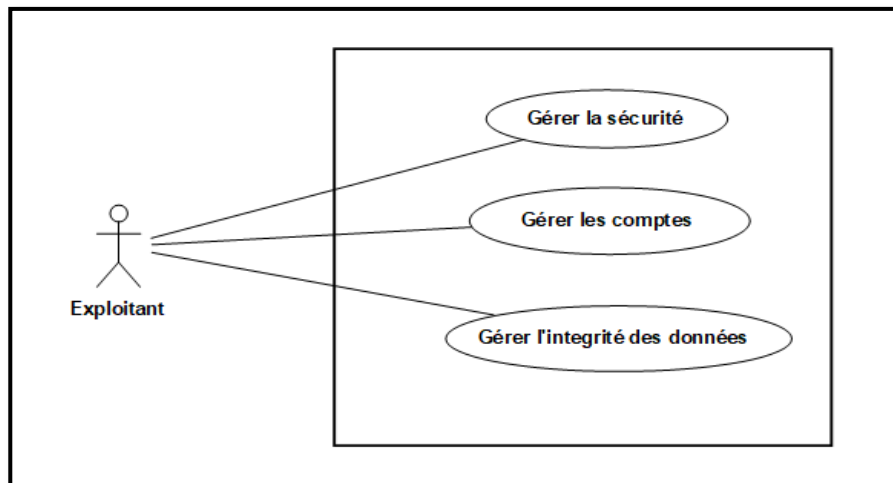 Gérer la sécurité
Gérer les comptes
Exploitant
Gérer l'integrité des données